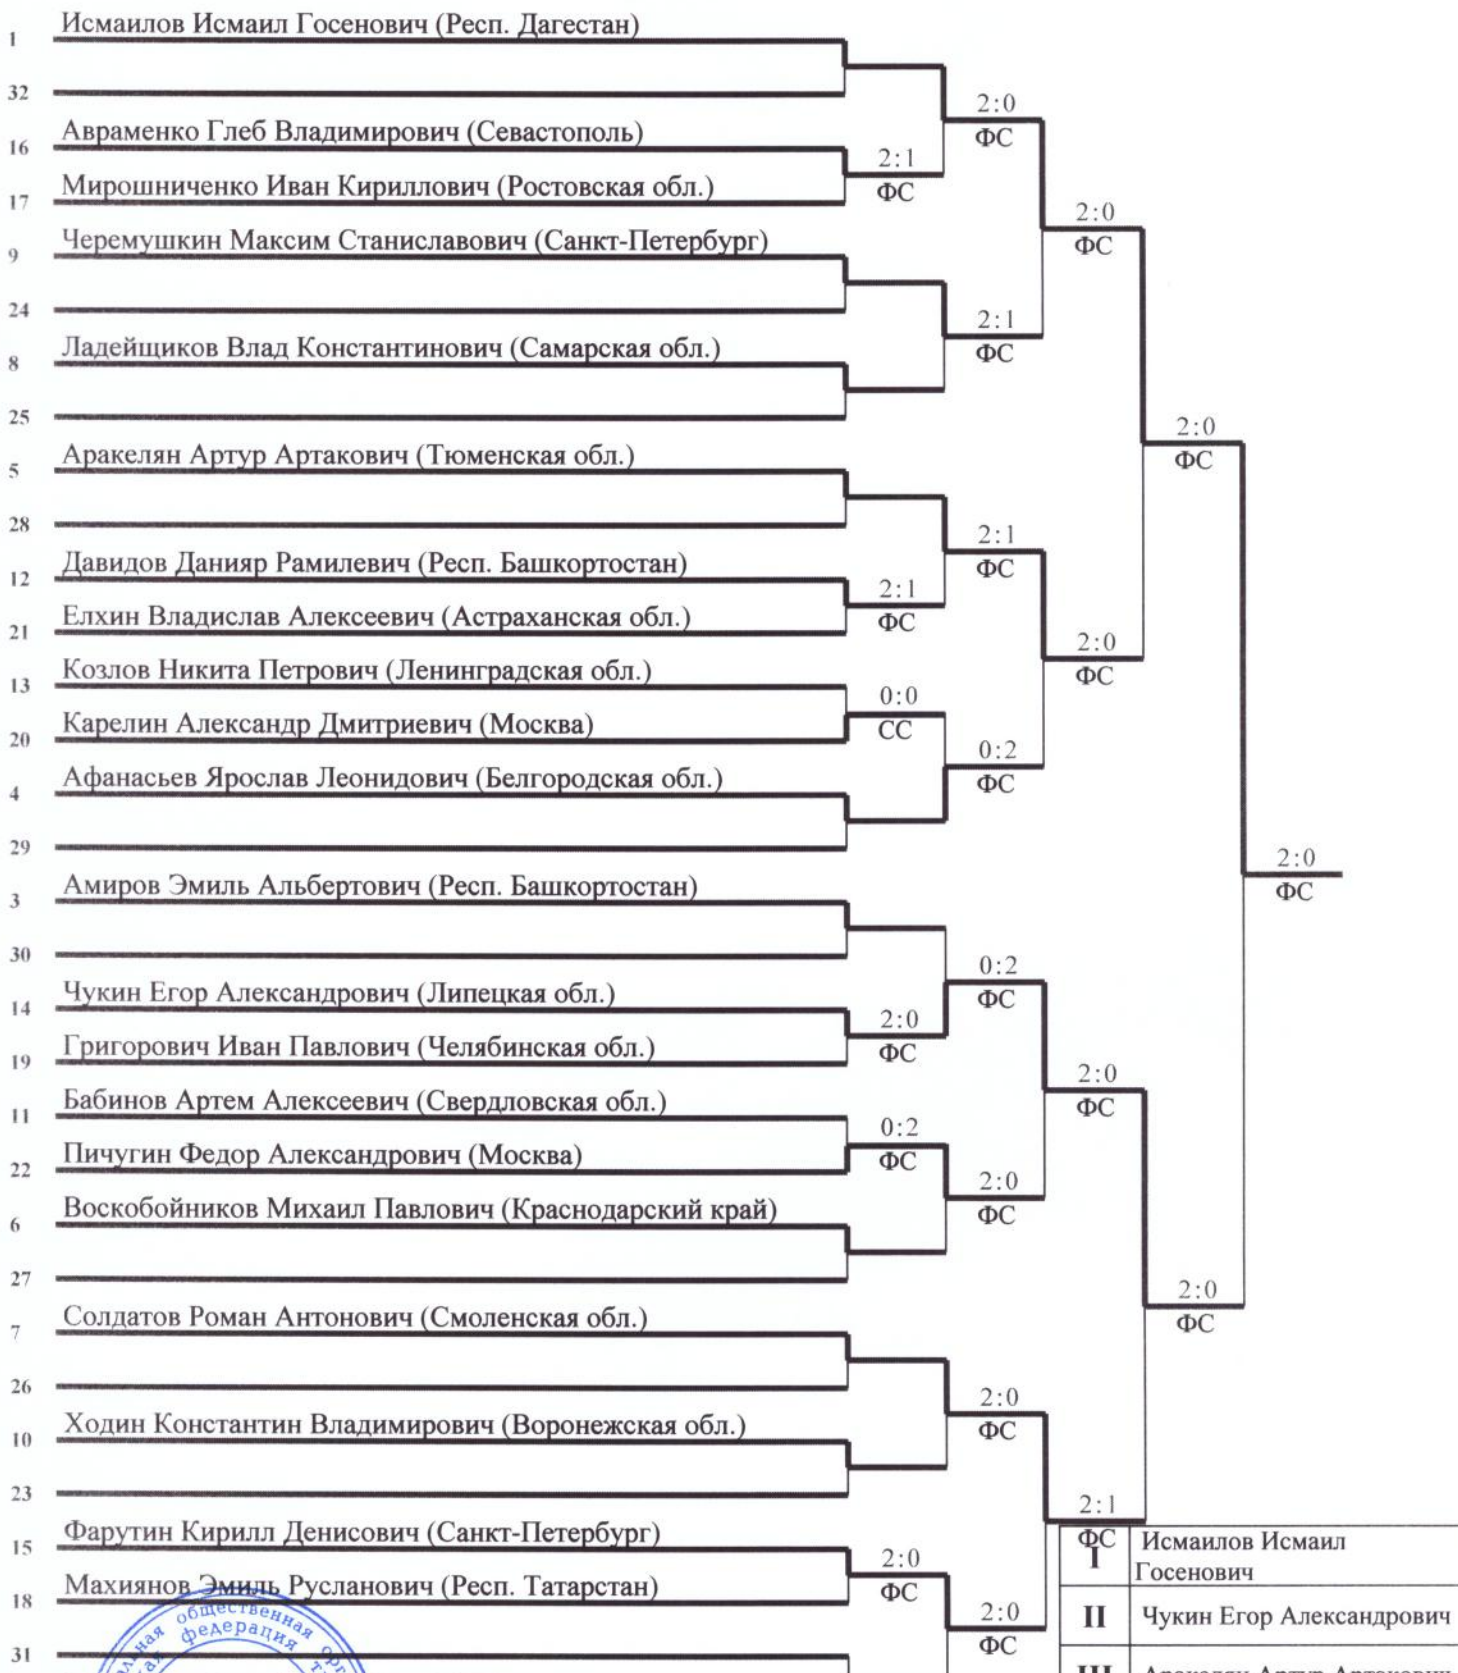 Исмаилов Исмаил Госенович (Респ. Дагестан)
1
32
2:0
ФС
Авраменко Глеб Владимирович (Севастополь)
16
2:1
ФС
Мирошниченко Иван Кириллович (Ростовская обл.)
17
2:0
ФС
Черемушкин Максим Станиславович (Санкт-Петербург)
9
24
2:1
ФС
Ладейщиков Влад Константинович (Самарская обл.)
8
25
2:0
ФС
Аракелян Артур Артакович (Тюменская обл.)
5
28
2:1
ФС
Давидов Данияр Рамилевич (Респ. Башкортостан)
12
2:1
ФС
Елхин Владислав Алексеевич (Астраханская обл.)
21
2:0
ФС
Козлов Никита Петрович (Ленинградская обл.)
13
0:0
СС
Карелин Александр Дмитриевич (Москва)
20
0:2
ФС
Афанасьев Ярослав Леонидович (Белгородская обл.)
4
29
2:0
ФС
Амиров Эмиль Альбертович (Респ. Башкортостан)
3
30
0:2
ФС
Чукин Егор Александрович (Липецкая обл.)
14
2:0
ФС
Григорович Иван Павлович (Челябинская обл.)
19
2:0
ФС
Бабинов Артем Алексеевич (Свердловская обл.)
11
0:2
ФС
Пичугин Федор Александрович (Москва)
22
2:0
ФС
Воскобойников Михаил Павлович (Краснодарский край)
6
27
2:0
ФС
Солдатов Роман Антонович (Смоленская обл.)
7
26
2:0
ФС
Ходин Константин Владимирович (Воронежская обл.)
10
23
2:1
ФС
Фарутин Кирилл Денисович (Санкт-Петербург)
15
2:0
ФС
Махиянов Эмиль Русланович (Респ. Татарстан)
18
2:0
ФС
31
I Исмаилов Исмаил
Госенович
II Чукин Егор Александрович
III Аракелян Артур Артакович
общественная
федерация